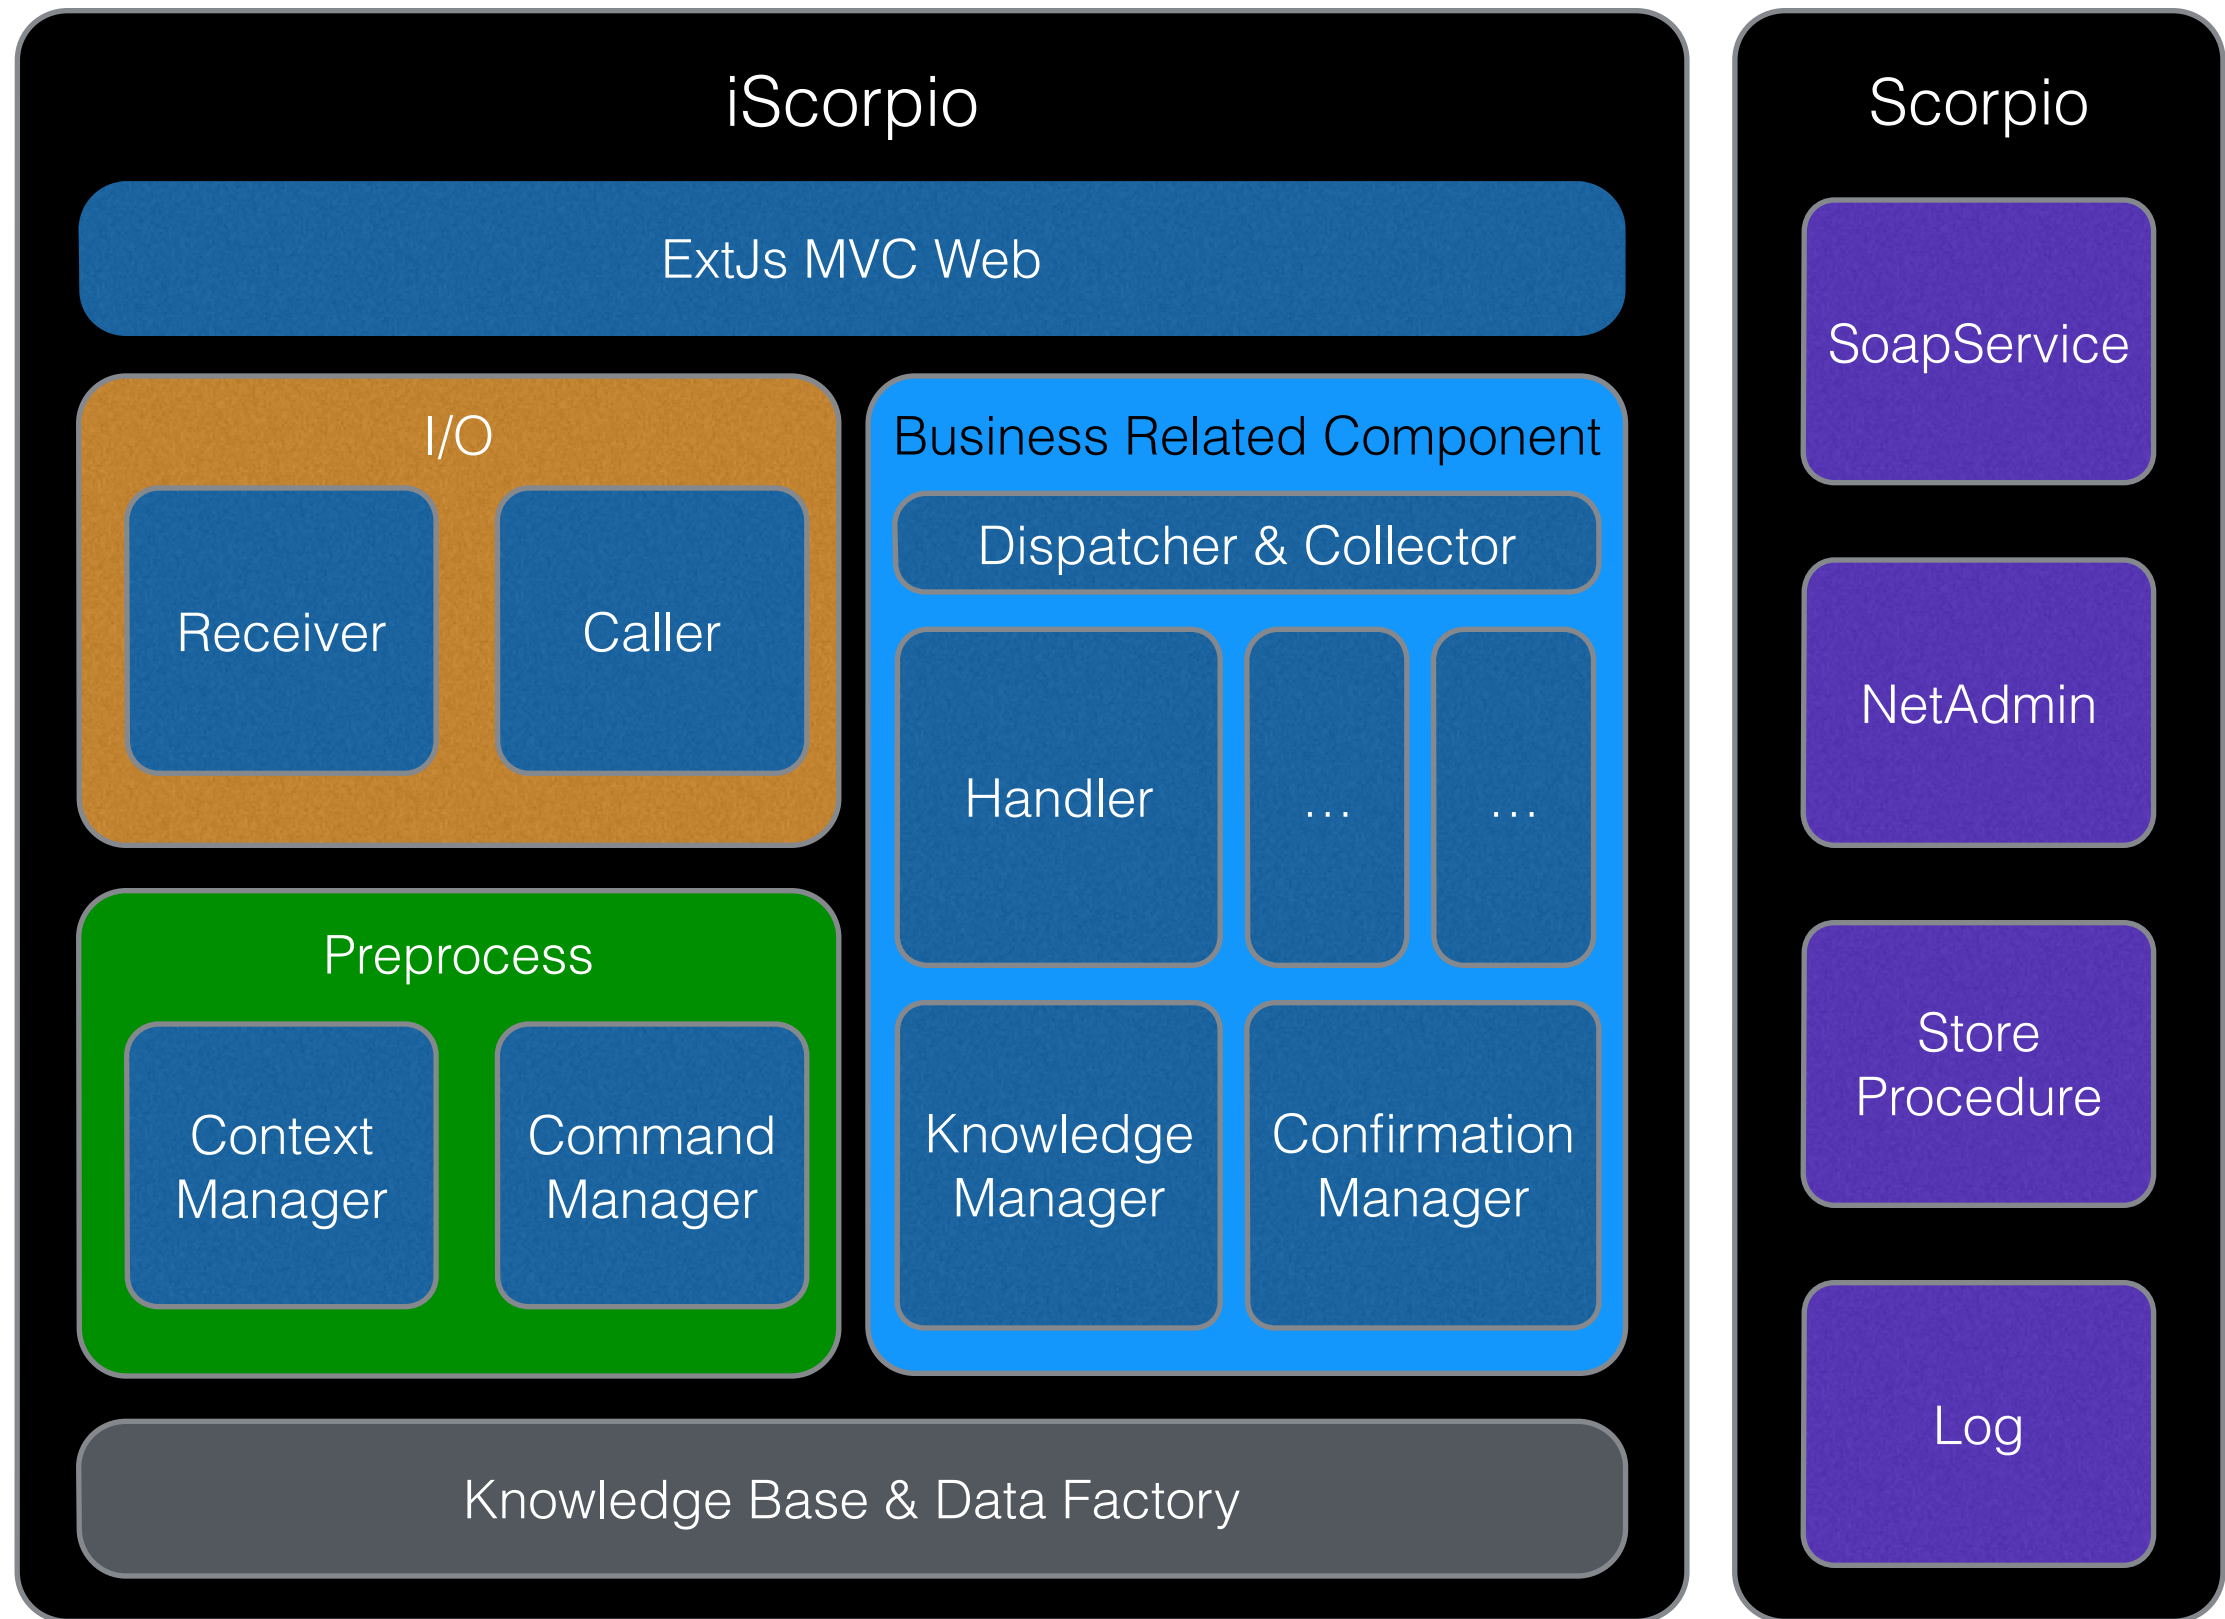 iScorpio
ExtJs MVC Web
I/O
Receiver
Caller
Preprocess
Context
Manager
Command
Manager
Business Related Component
Dispatcher & Collector
Handler
...
...
Knowledge
Manager
Confirmation
Manager
Knowledge Base & Data Factory
Scorpio
SoapService
NetAdmin
Store
Procedure
Log